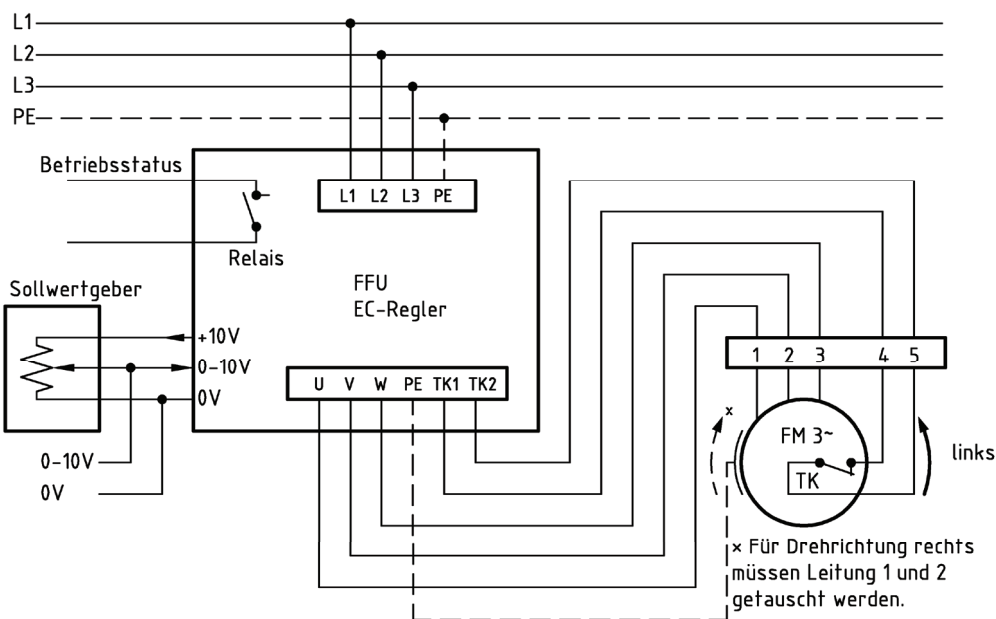 L1
L2
L3
PE
Betriebsstatus
L1 L2 L3 PE
Relais
FFU
EC-Regler
Sollwertgeber
+10V
0-10V
0V
U V W PE TK1 TK2
0-10V
0V
1 2 3 4 5
x
FM 3~
TK
links
x Für Drehrichtung rechts
müssen Leitung 1 und 2
getauscht werden.